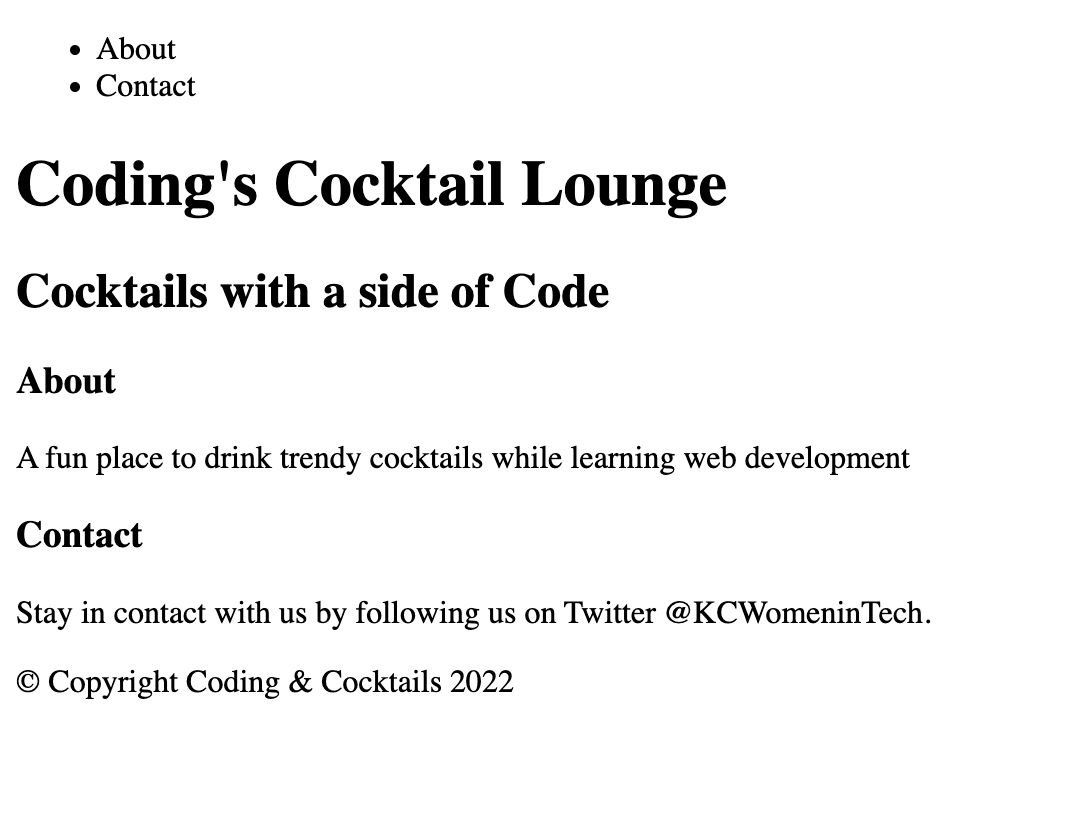 • About
• Contact
Coding's Cocktail Lounge
Cocktails with a side of Code
About
A fun place to drink trendy cocktails while learning web development
Contact
Stay in contact with us by following us on Twitter @KCWomeninTech.
© Copyright Coding & Cocktails 2022